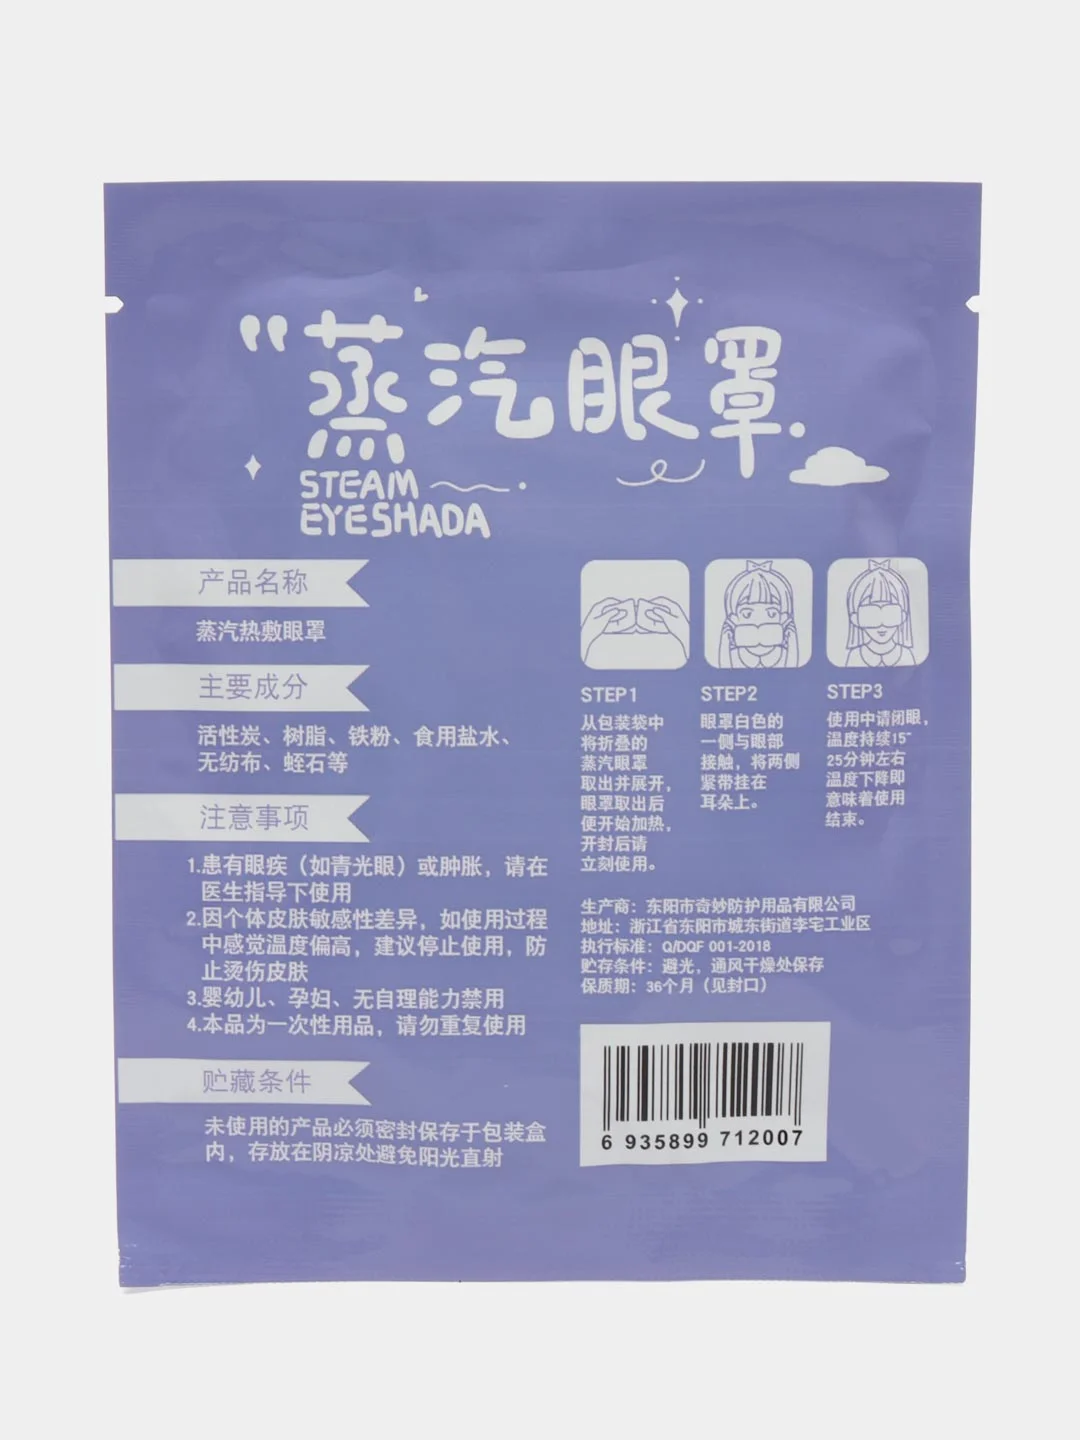 “蒸汽眼罩
STEAM
EYESHADA
产品名称
蒸汽热敷眼罩
主要成分
活性炭、树脂、铁粉、食用盐水、
无纺布、蛭石等
注意事项
1.患有眼疾（如青光眼）或肿胀，请在
医生指导下使用
2.因个体皮肤敏感性差异，如使用过程
中感觉温度偏高，建议停止使用，防
止烫伤皮肤
3.婴幼儿、孕妇、无自理能力禁用
4.本品为一次性用品，请勿重复使用
贮藏条件
未使用的产品必须密封保存于包装盒
内，存放在阴凉处避免阳光直射
STEP1
从包装袋中
将折叠的
蒸汽眼罩
取出并展开，
眼罩取出后
便开始加热，
开封后请
立刻使用。
STEP2
眼罩白色的
一侧与眼部
接触，将两侧
紧带挂在
耳朵上。
STEP3
使用中请闭眼，
温度持续15~
25分钟左右
温度下降即
意味着使用
结束。
生产商：东阳市奇妙防护用品有限公司
地址：浙江省东阳市城东街道李宅工业区
执行标准：Q/DQF 001-2018
贮存条件：避光，通风干燥处保存
保质期：36个月（见封口）
6 935899 712007